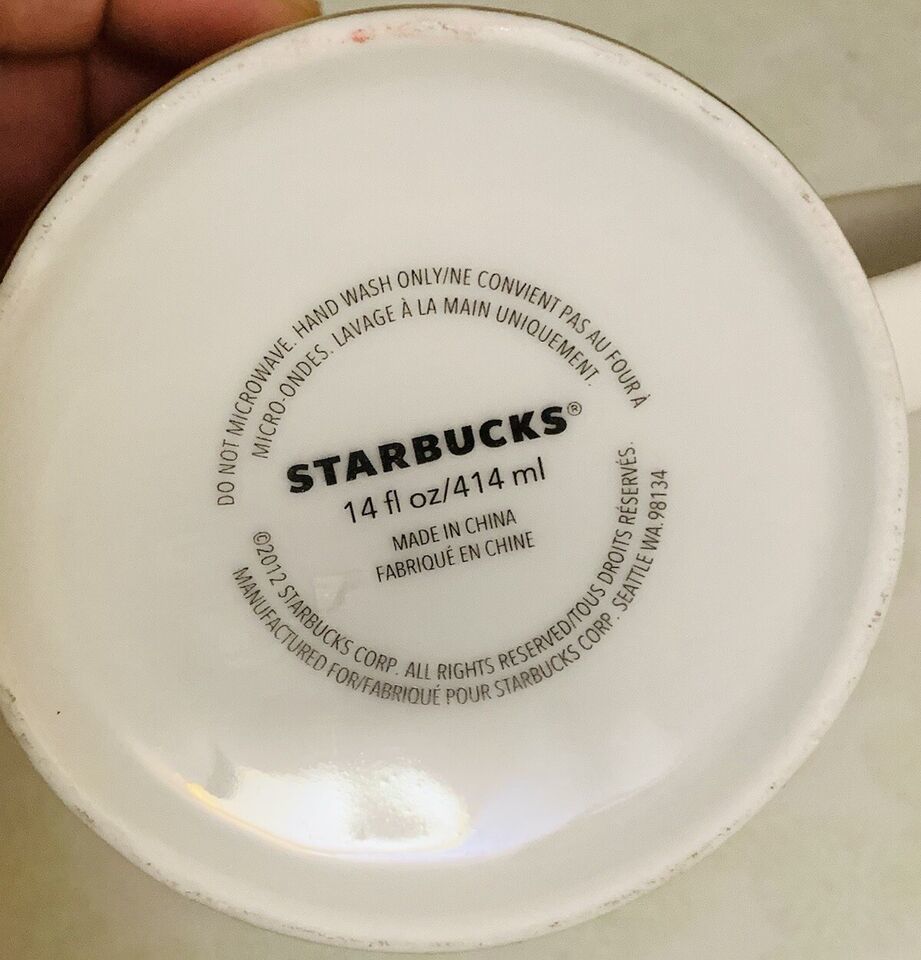 DO NOT MICROWAVE. HAND WASH ONLY/NE CONVIENT PAS AU FOUR À
MICRO-ONDES. LAVAGE À LA MAIN UNIQUEMENT.
STARBUCKS®
14 fl oz/414 ml
MADE IN CHINA
FABRIQUÉ EN CHINE
©2012 STARBUCKS CORP. ALL RIGHTS RESERVED/TOUS DROITS RÉSERVÉS.
MANUFACTURED FOR/FABRIQUÉ POUR STARBUCKS CORP. SEATTLE WA.98134